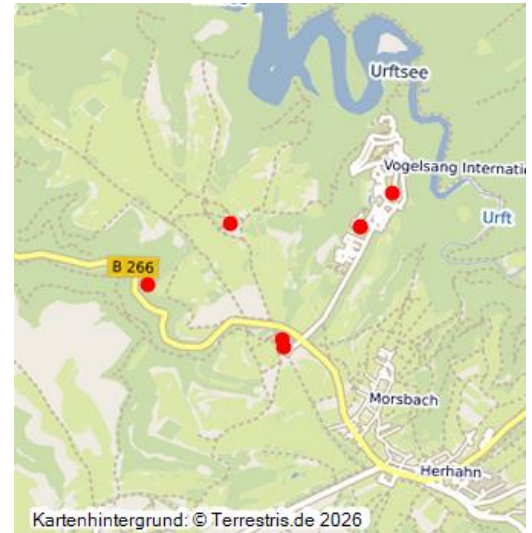 Urftsee
Vogelsang Internati
Urft
B 266
Morsbach
Herhahn
Kartenhintergrund: © Terrestris.de 2026